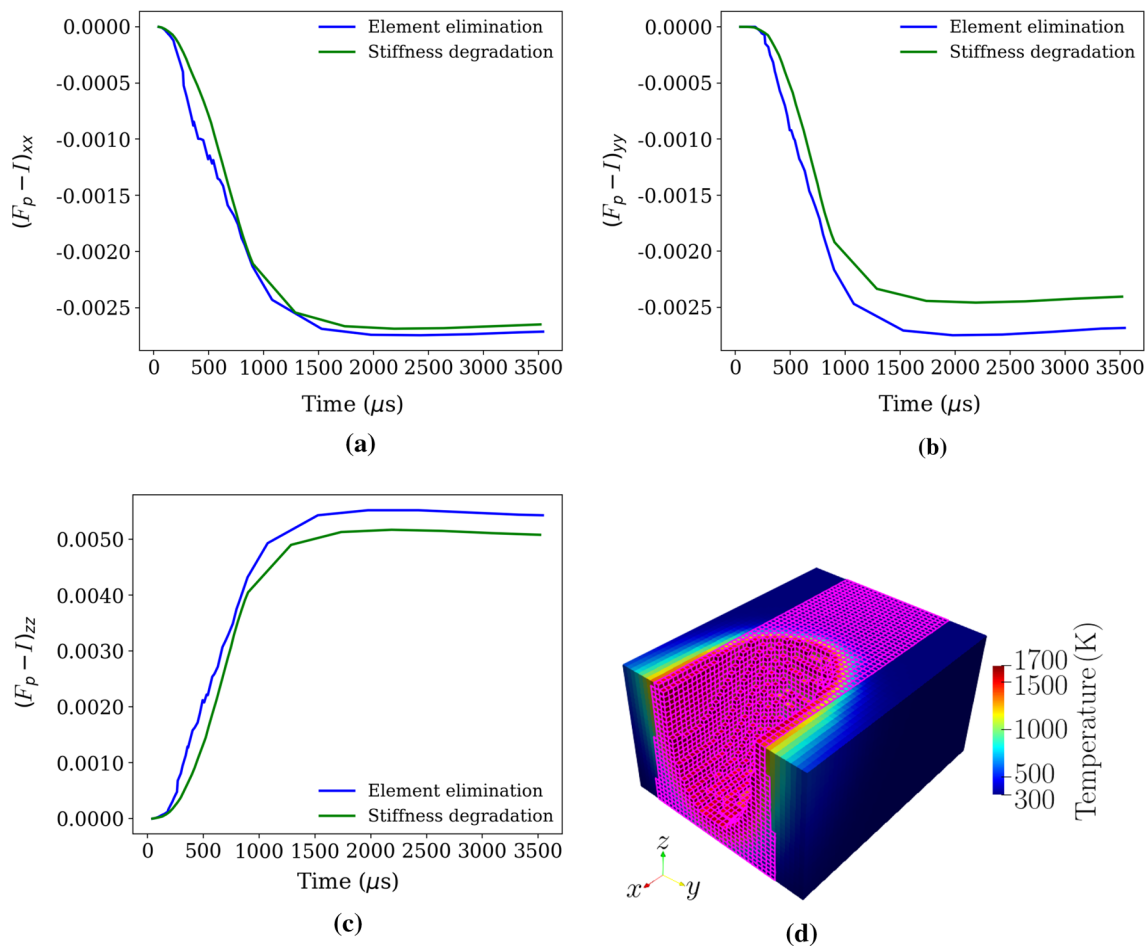 0.0000
-0.0005
-0.0010
-0.0015
-0.0020
-0.0025
(F_p − I)_xx
Element elimination
Stiffness degradation
0 500 1000 1500 2000 2500 3000 3500
Time (μs)
(a)
0.0000
-0.0005
-0.0010
-0.0015
-0.0020
-0.0025
(F_p − I)_yy
Element elimination
Stiffness degradation
0 500 1000 1500 2000 2500 3000 3500
Time (μs)
(b)
0.0050
0.0040
0.0030
0.0020
0.0010
0.0000
(F_p − I)_zz
Element elimination
Stiffness degradation
0 500 1000 1500 2000 2500 3000 3500
Time (μs)
(c)
1700
1500
1000
500
300
Temperature (K)
z
x
y
(d)